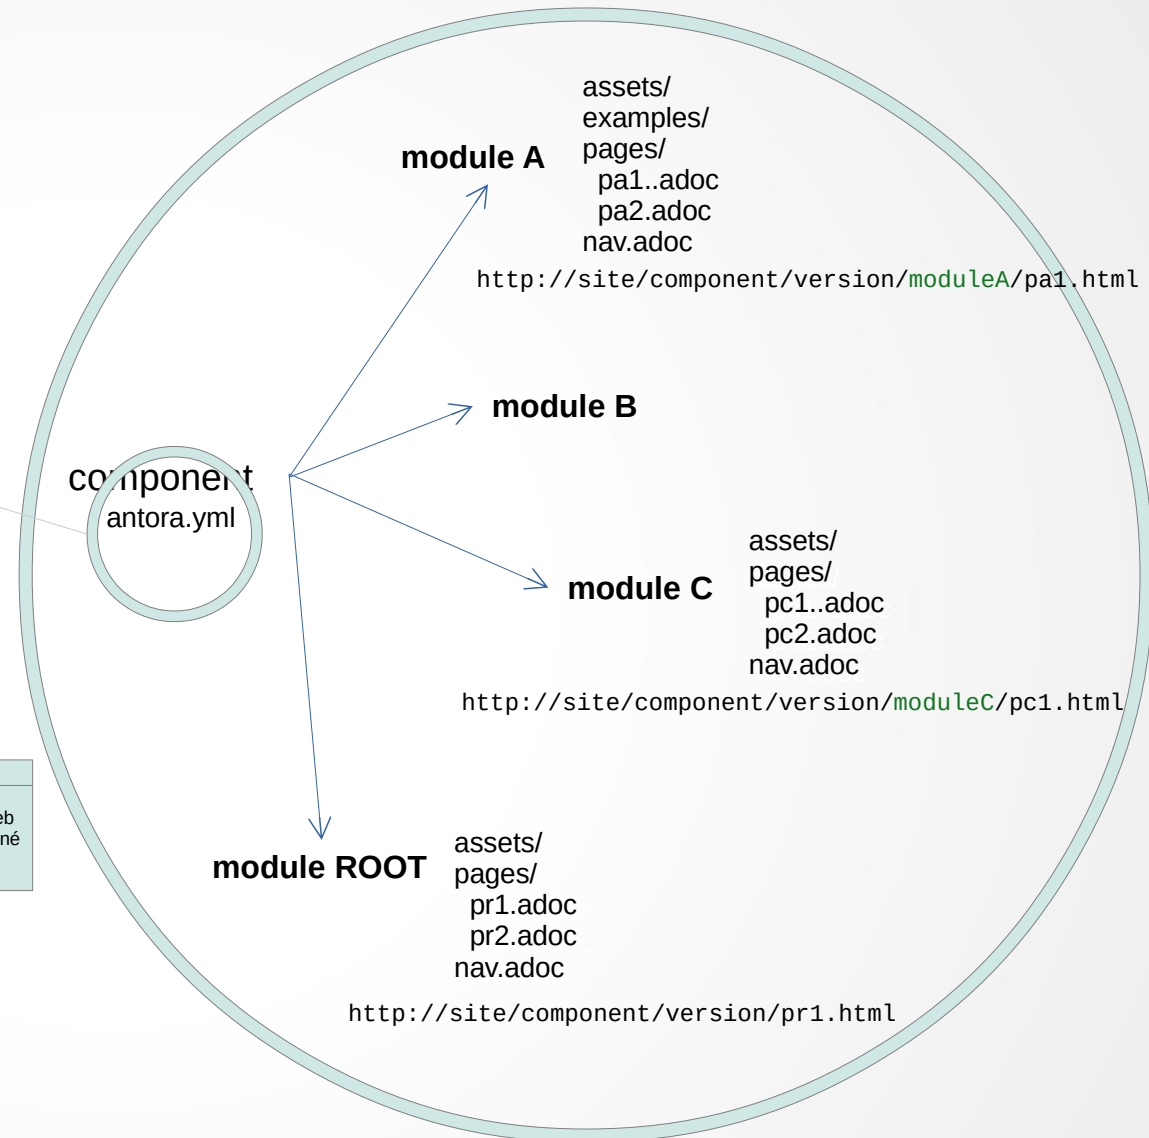 assets/
examples/
module A
pages/
pa1..adoc
pa2.adoc
nav.adoc
http://site/component/version/moduleA/pa1.html
module B
component
antora.yml
module C
assets/
pages/
pc1..adoc
pc2.adoc
nav.adoc
http://site/component/version/moduleC/pc1.html
module ROOT
assets/
pages/
pr1.adoc
pr2.adoc
nav.adoc
http://site/component/version/pr1.html